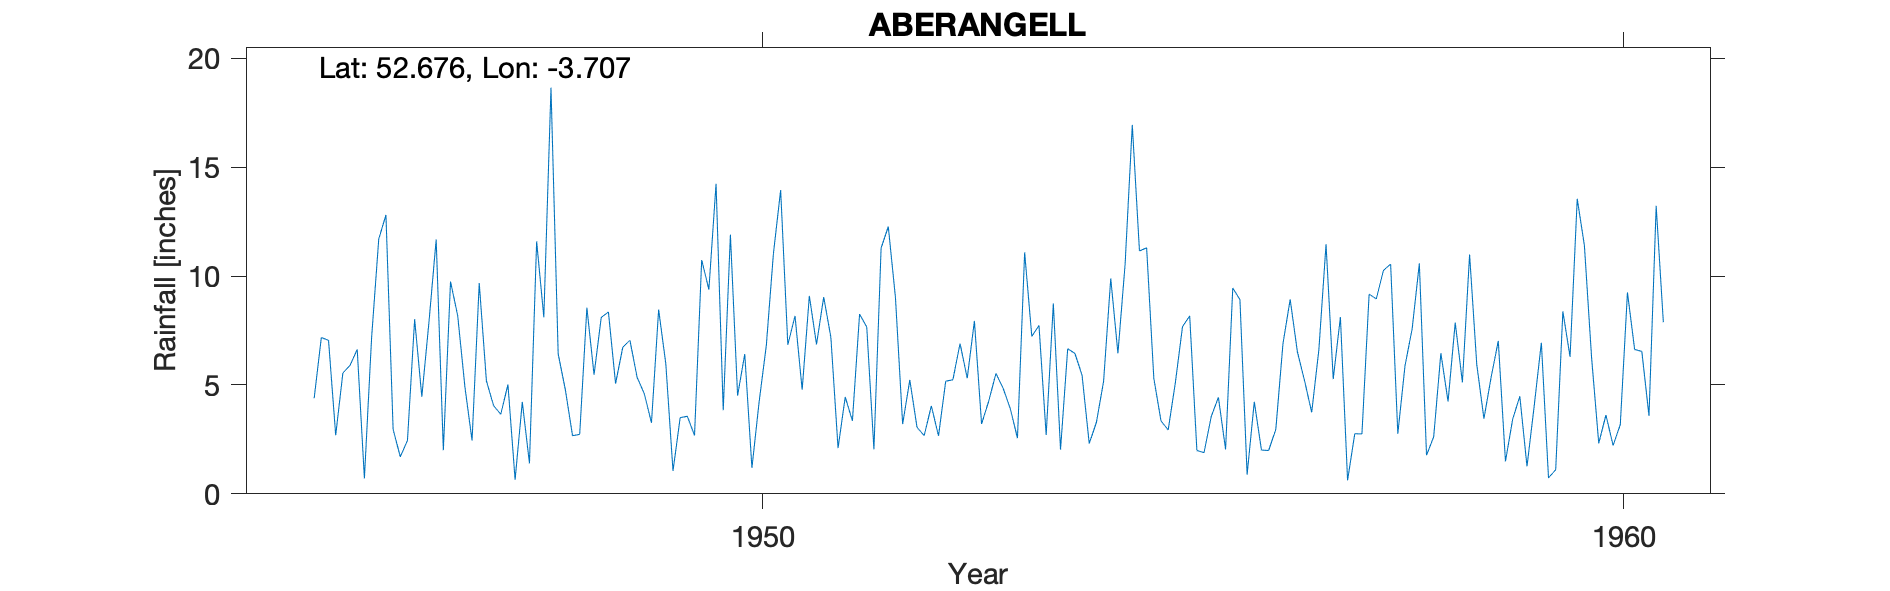 ABERANGELL
Lat: 52.676, Lon: -3.707
20
15
10
5
0
Rainfall [inches]
1950
1960
Year